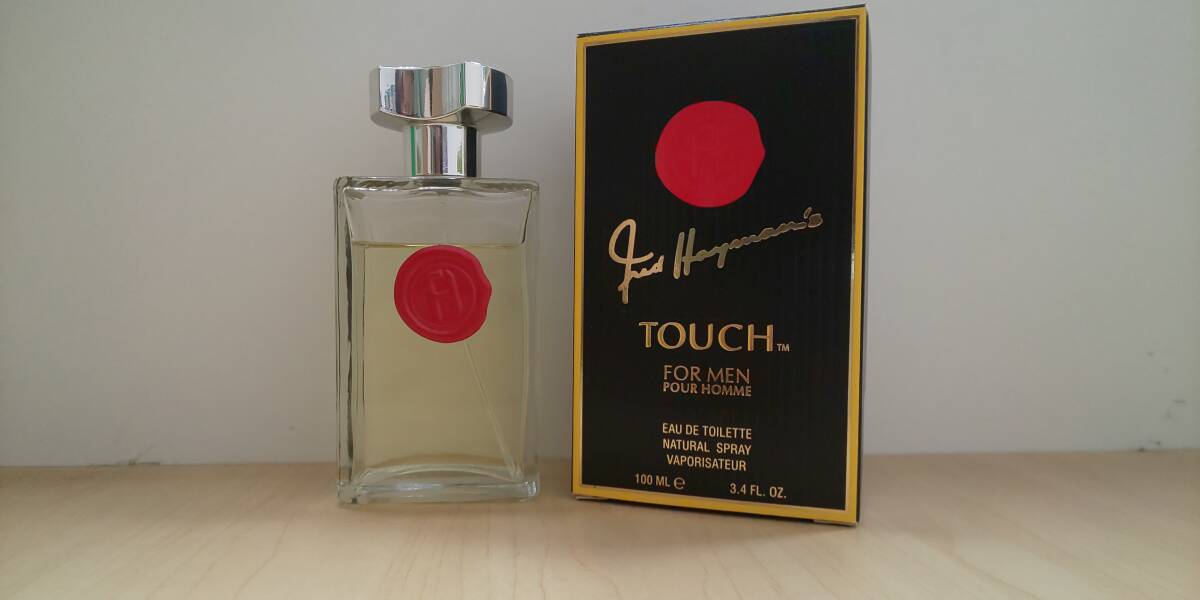 FH
Fred Hayman's
TOUCH™
FOR MEN
POUR HOMME
EAU DE TOILETTE
NATURAL SPRAY
VAPORISATEUR
100 ML ℮ 3.4 FL. OZ.